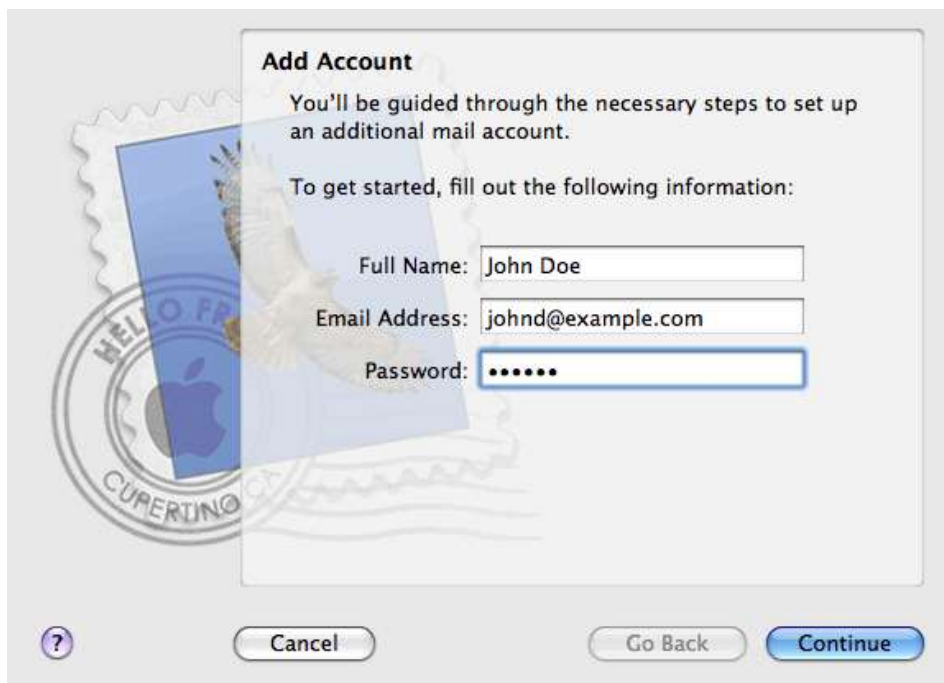 Add Account
You'll be guided through the necessary steps to set up
an additional mail account.
To get started, fill out the following information:
Full Name: John Doe
Email Address: johnd@example.com
Password: ••••••
HELLO FR
CUPERTINO CA
? Cancel Go Back Continue